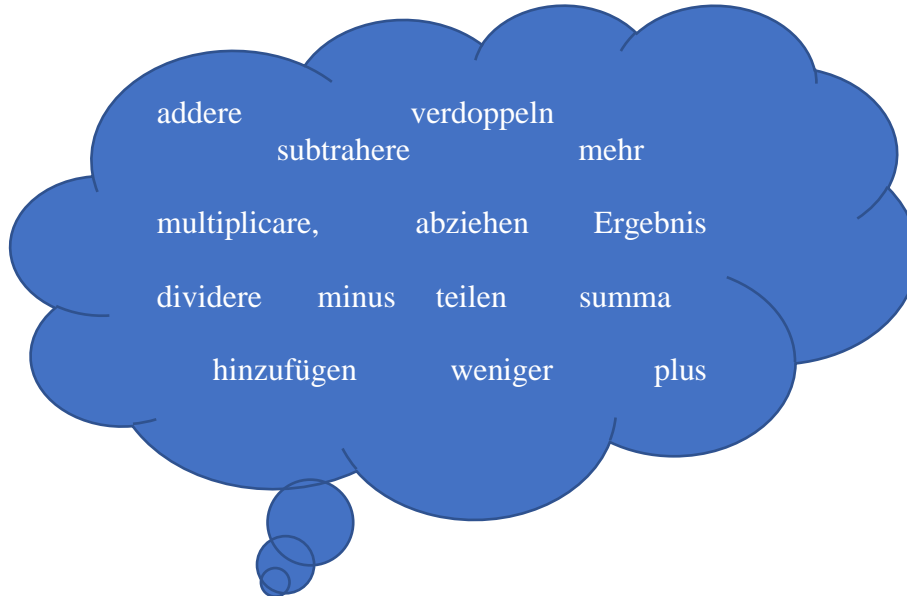 addere verdoppeln
subtrahere mehr
multiplicare, abziehen Ergebnis
dividere minus teilen summa
hinzufügen weniger plus